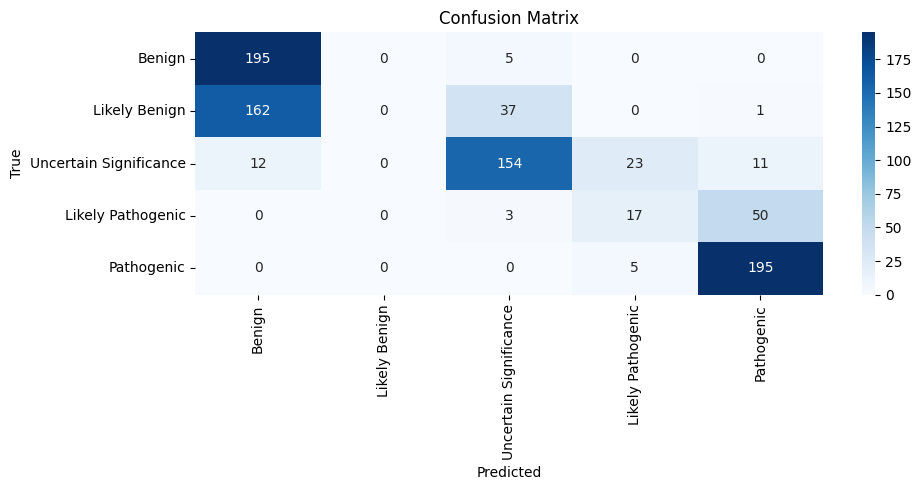 Confusion Matrix
True
Benign 195 0 5 0 0
Likely Benign 162 0 37 0 1
Uncertain Significance 12 0 154 23 11
Likely Pathogenic 0 0 3 17 50
Pathogenic 0 0 0 5 195
Benign
Likely Benign
Uncertain Significance
Likely Pathogenic
Pathogenic
Predicted
175
150
125
100
75
50
25
0